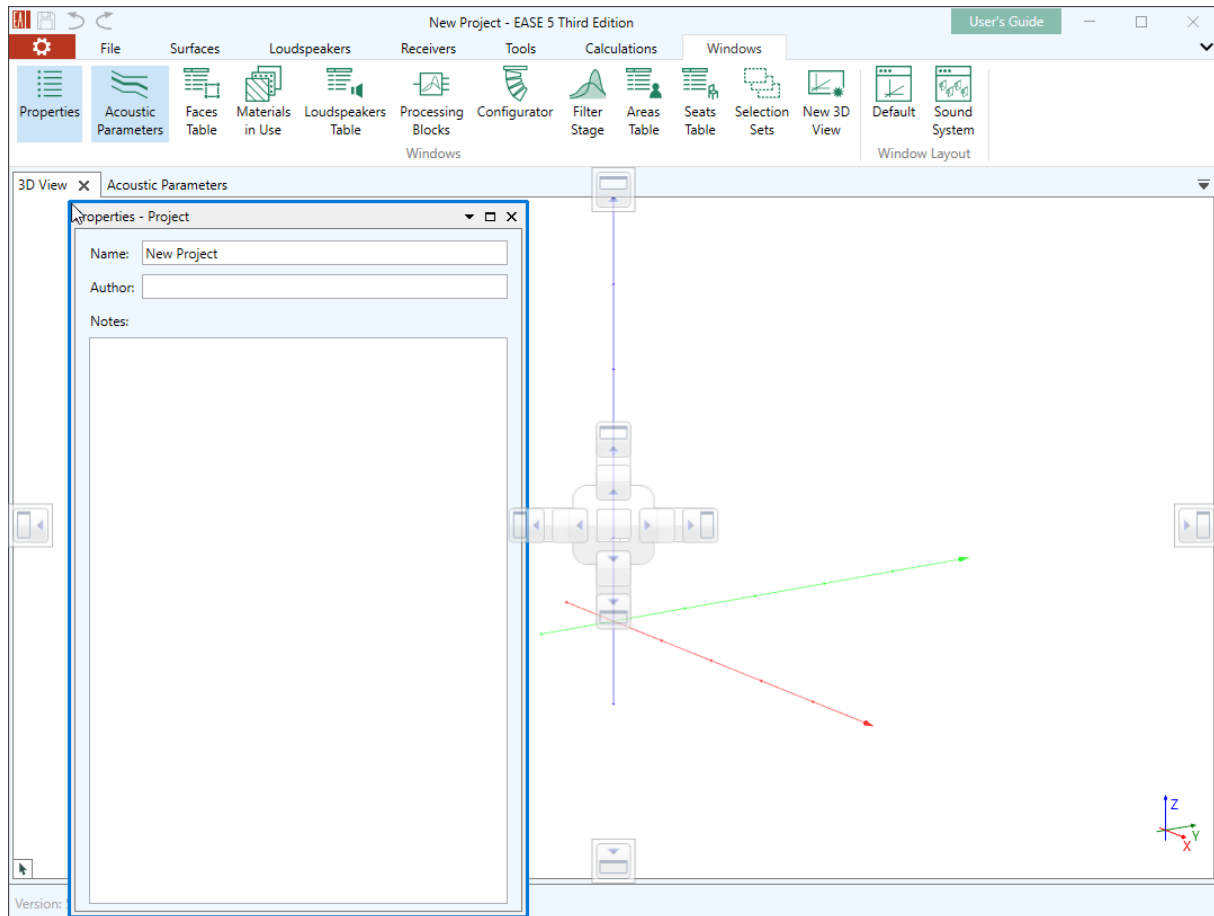 New Project - EASE 5 Third Edition
User's Guide
File Surfaces Loudspeakers Receivers Tools Calculations Windows
Properties
Acoustic
Parameters
Faces
Table
Materials
in Use
Loudspeakers
Table
Processing
Blocks
Configurator
Filter
Stage
Areas
Table
Seats
Table
Selection
Sets
New 3D
View
Default
Sound
System
Windows
Window Layout
3D View
Acoustic Parameters
Properties - Project
Name: New Project
Author:
Notes:
Z
Y
X
Version: